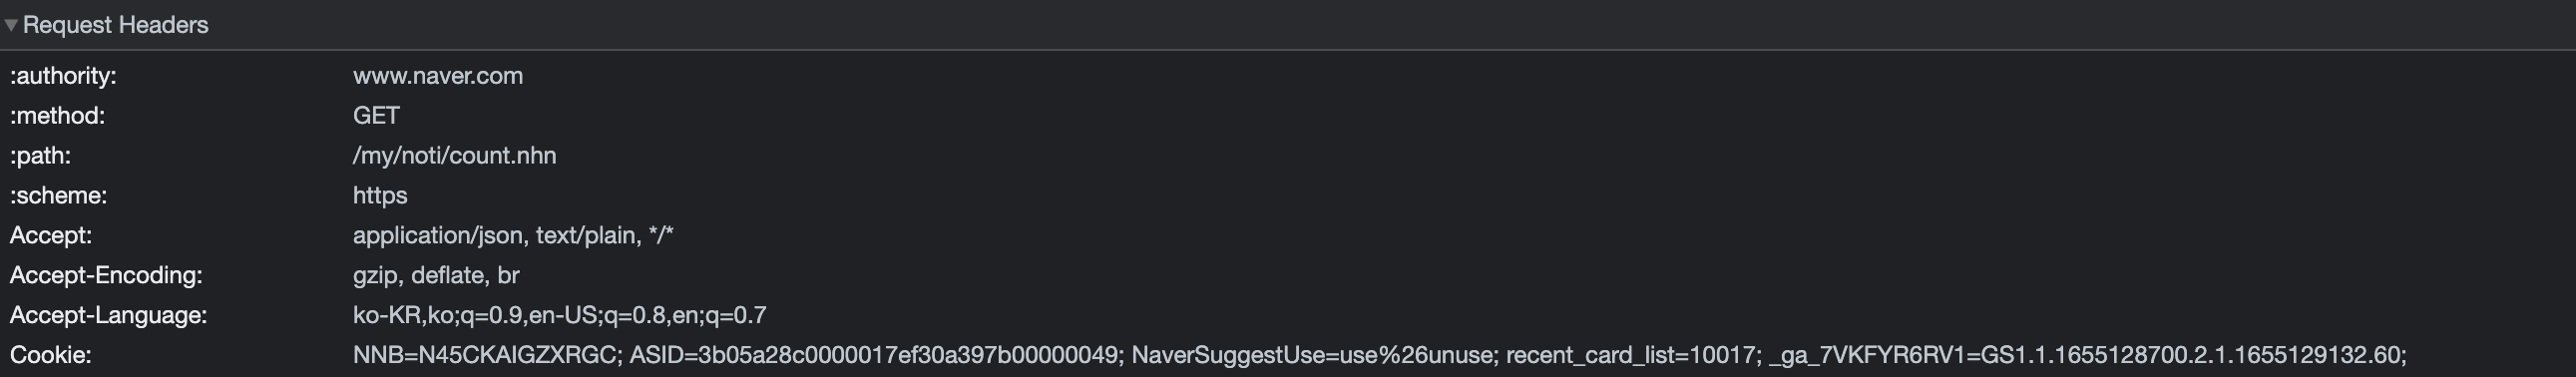 Request Headers
:authority: www.naver.com
:method: GET
:path: /my/noti/count.nhn
:scheme: https
Accept: application/json, text/plain, */*
Accept-Encoding: gzip, deflate, br
Accept-Language: ko-KR,ko;q=0.9,en-US;q=0.8,en;q=0.7
Cookie: NNB=N45CKAIGZXRGC; ASID=3b05a28c0000017ef30a397b00000049; NaverSuggestUse=use%26unuse; recent_card_list=10017; _ga_7VKFYR6RV1=GS1.1.1655128700.2.1.1655129132.60;